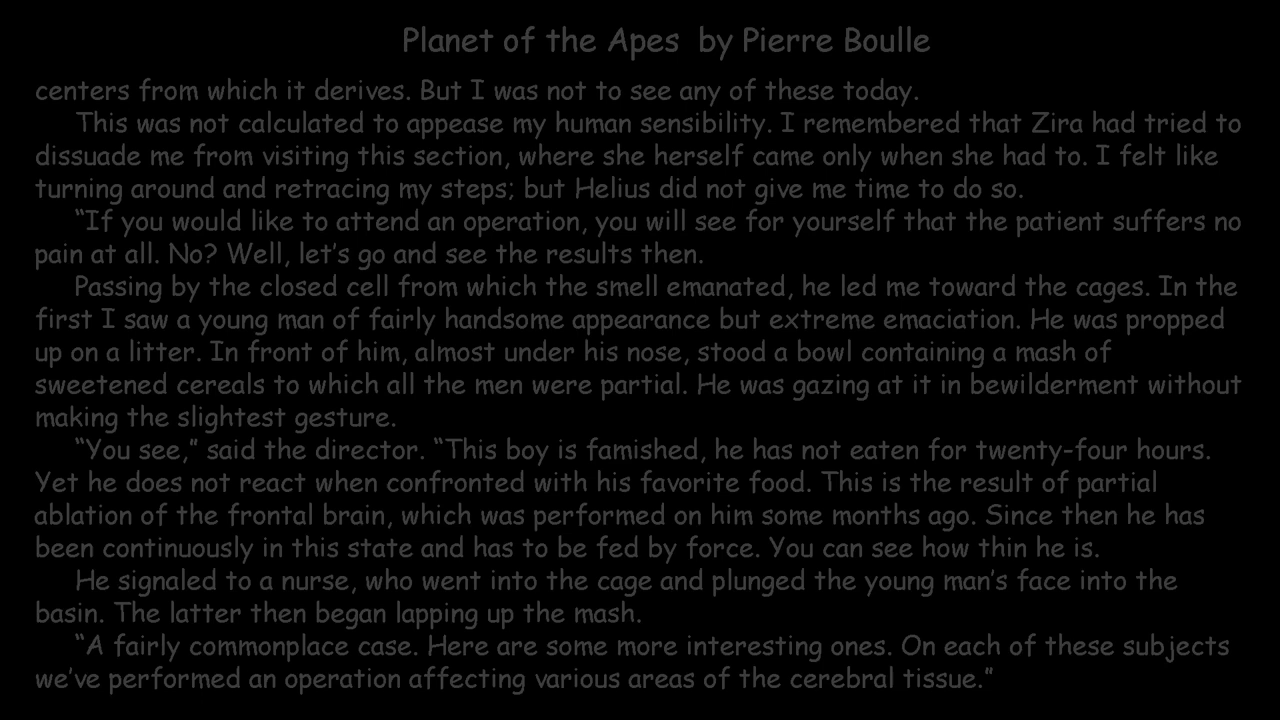 Planet of the Apes  by Pierre Boulle
centers from which it derives. But I was not to see any of these today.
This was not calculated to appease my human sensibility. I remembered that Zira had tried to
dissuade me from visiting this section, where she herself came only when she had to. I felt like
turning around and retracing my steps; but Helius did not give me time to do so.
“If you would like to attend an operation, you will see for yourself that the patient suffers no
pain at all. No? Well, let’s go and see the results then.
Passing by the closed cell from which the smell emanated, he led me toward the cages. In the
first I saw a young man of fairly handsome appearance but extreme emaciation. He was propped
up on a litter. In front of him, almost under his nose, stood a bowl containing a mash of
sweetened cereals to which all the men were partial. He was gazing at it in bewilderment without
making the slightest gesture.
“You see,” said the director. “This boy is famished, he has not eaten for twenty-four hours.
Yet he does not react when confronted with his favorite food. This is the result of partial
ablation of the frontal brain, which was performed on him some months ago. Since then he has
been continuously in this state and has to be fed by force. You can see how thin he is.
He signaled to a nurse, who went into the cage and plunged the young man’s face into the
basin. The latter then began lapping up the mash.
“A fairly commonplace case. Here are some more interesting ones. On each of these subjects
we’ve performed an operation affecting various areas of the cerebral tissue.”